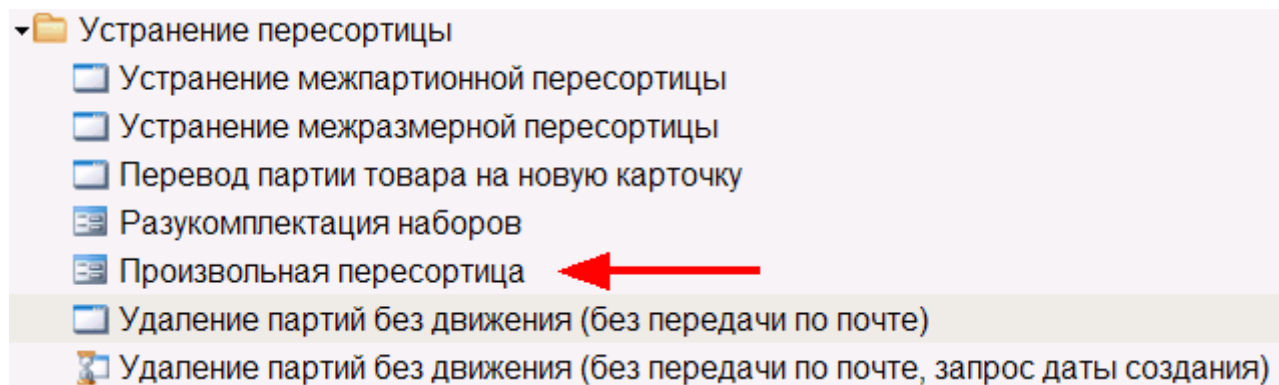 Устранение пересортицы
Устранение межпартионной пересортицы
Устранение межразмерной пересортицы
Перевод партии товара на новую карточку
Разукомплектация наборов
Произвольная пересортица
Удаление партий без движения (без передачи по почте)
Удаление партий без движения (без передачи по почте, запрос даты создания)